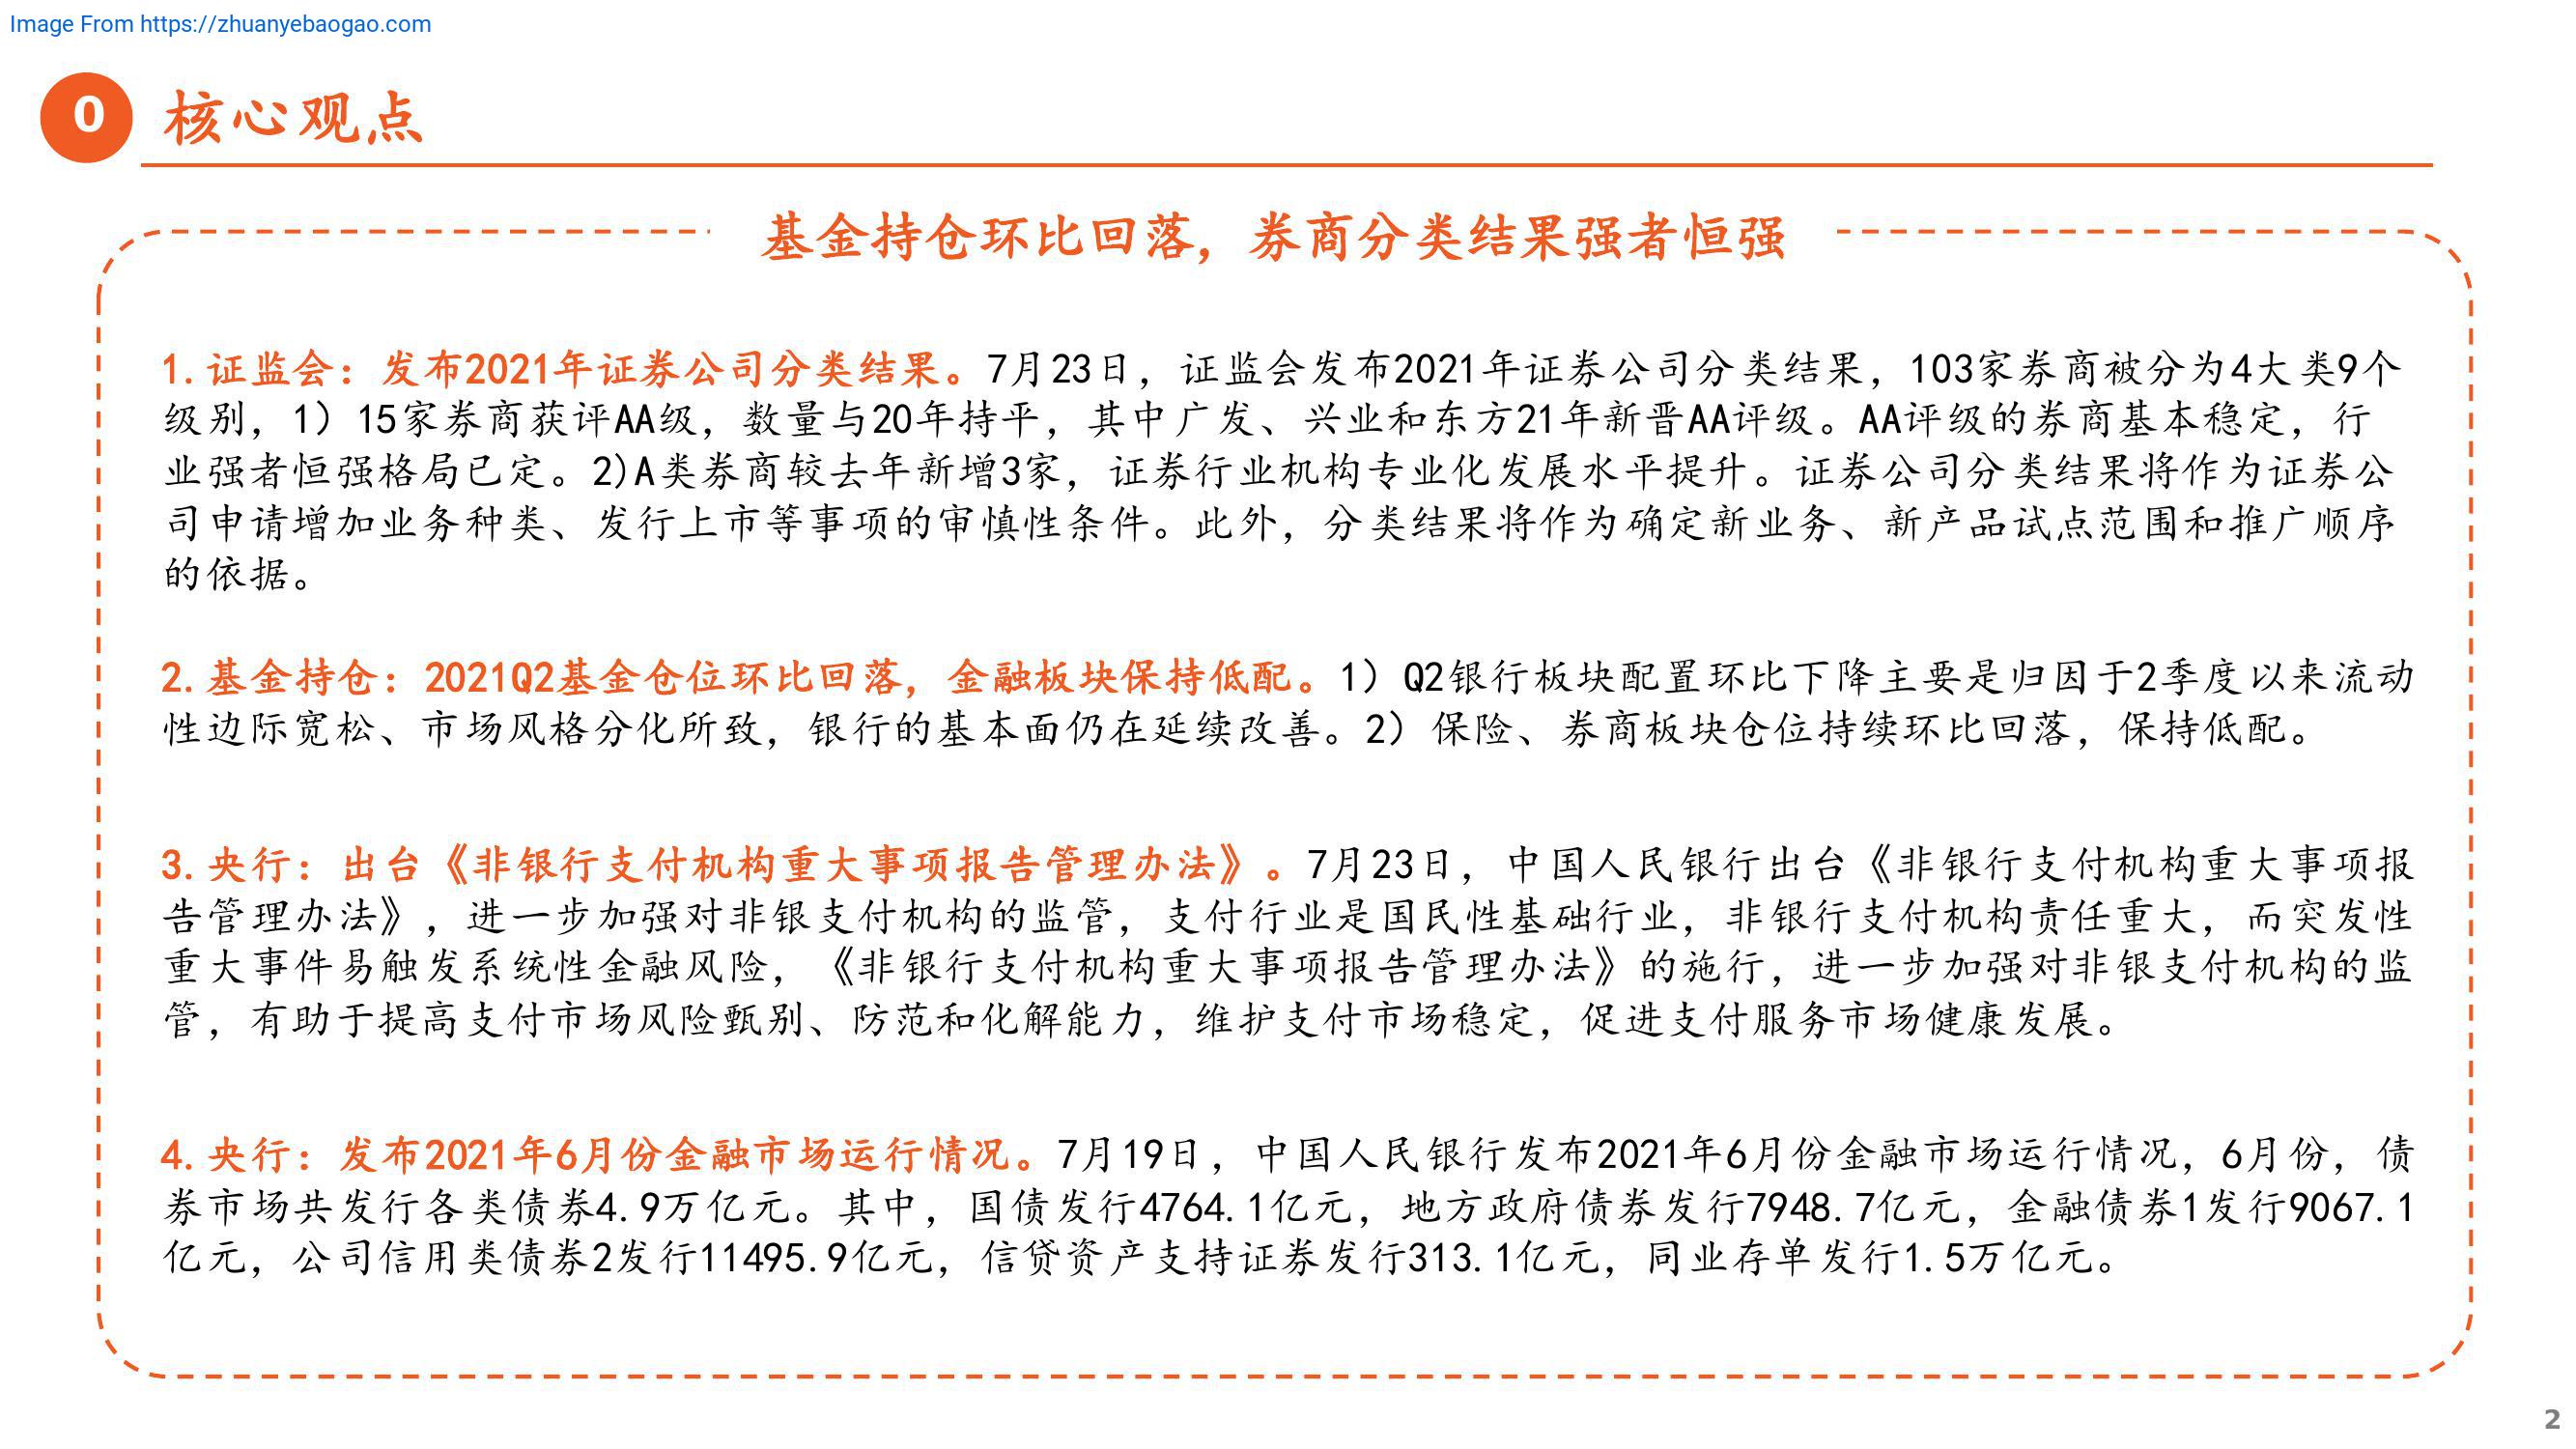 Image From https://zhuanyebaogao.com
0 核心观点
基金持仓环比回落，券商分类结果强者恒强
1. 证监会：发布2021年证券公司分类结果。7月23日，证监会发布2021年证券公司分类结果，103家券商被分为4大类9个
级别，1）15家券商获评AA级，数量与20年持平，其中广发、兴业和东方21年新晋AA评级。AA评级的券商基本稳定，行
业强者恒强格局已定。2)A类券商较去年新增3家，证券行业机构专业化发展水平提升。证券公司分类结果将作为证券公
司申请增加业务种类、发行上市等事项的审慎性条件。此外，分类结果将作为确定新业务、新产品试点范围和推广顺序
的依据。
2. 基金持仓：2021Q2基金仓位环比回落，金融板块保持低配。1）Q2银行板块配置环比下降主要是归因于2季度以来流动
性边际宽松、市场风格分化所致，银行的基本面仍在延续改善。2）保险、券商板块仓位持续环比回落，保持低配。
3. 央行：出台《非银行支付机构重大事项报告管理办法》。7月23日，中国人民银行出台《非银行支付机构重大事项报
告管理办法》，进一步加强对非银支付机构的监管，支付行业是国民性基础行业，非银行支付机构责任重大，而突发性
重大事件易触发系统性金融风险，《非银行支付机构重大事项报告管理办法》的施行，进一步加强对非银支付机构的监
管，有助于提高支付市场风险甄别、防范和化解能力，维护支付市场稳定，促进支付服务市场健康发展。
4. 央行：发布2021年6月份金融市场运行情况。7月19日，中国人民银行发布2021年6月份金融市场运行情况，6月份，债
券市场共发行各类债券4.9万亿元。其中，国债发行4764.1亿元，地方政府债券发行7948.7亿元，金融债券1发行9067.1
亿元，公司信用类债券2发行11495.9亿元，信贷资产支持证券发行313.1亿元，同业存单发行1.5万亿元。
2